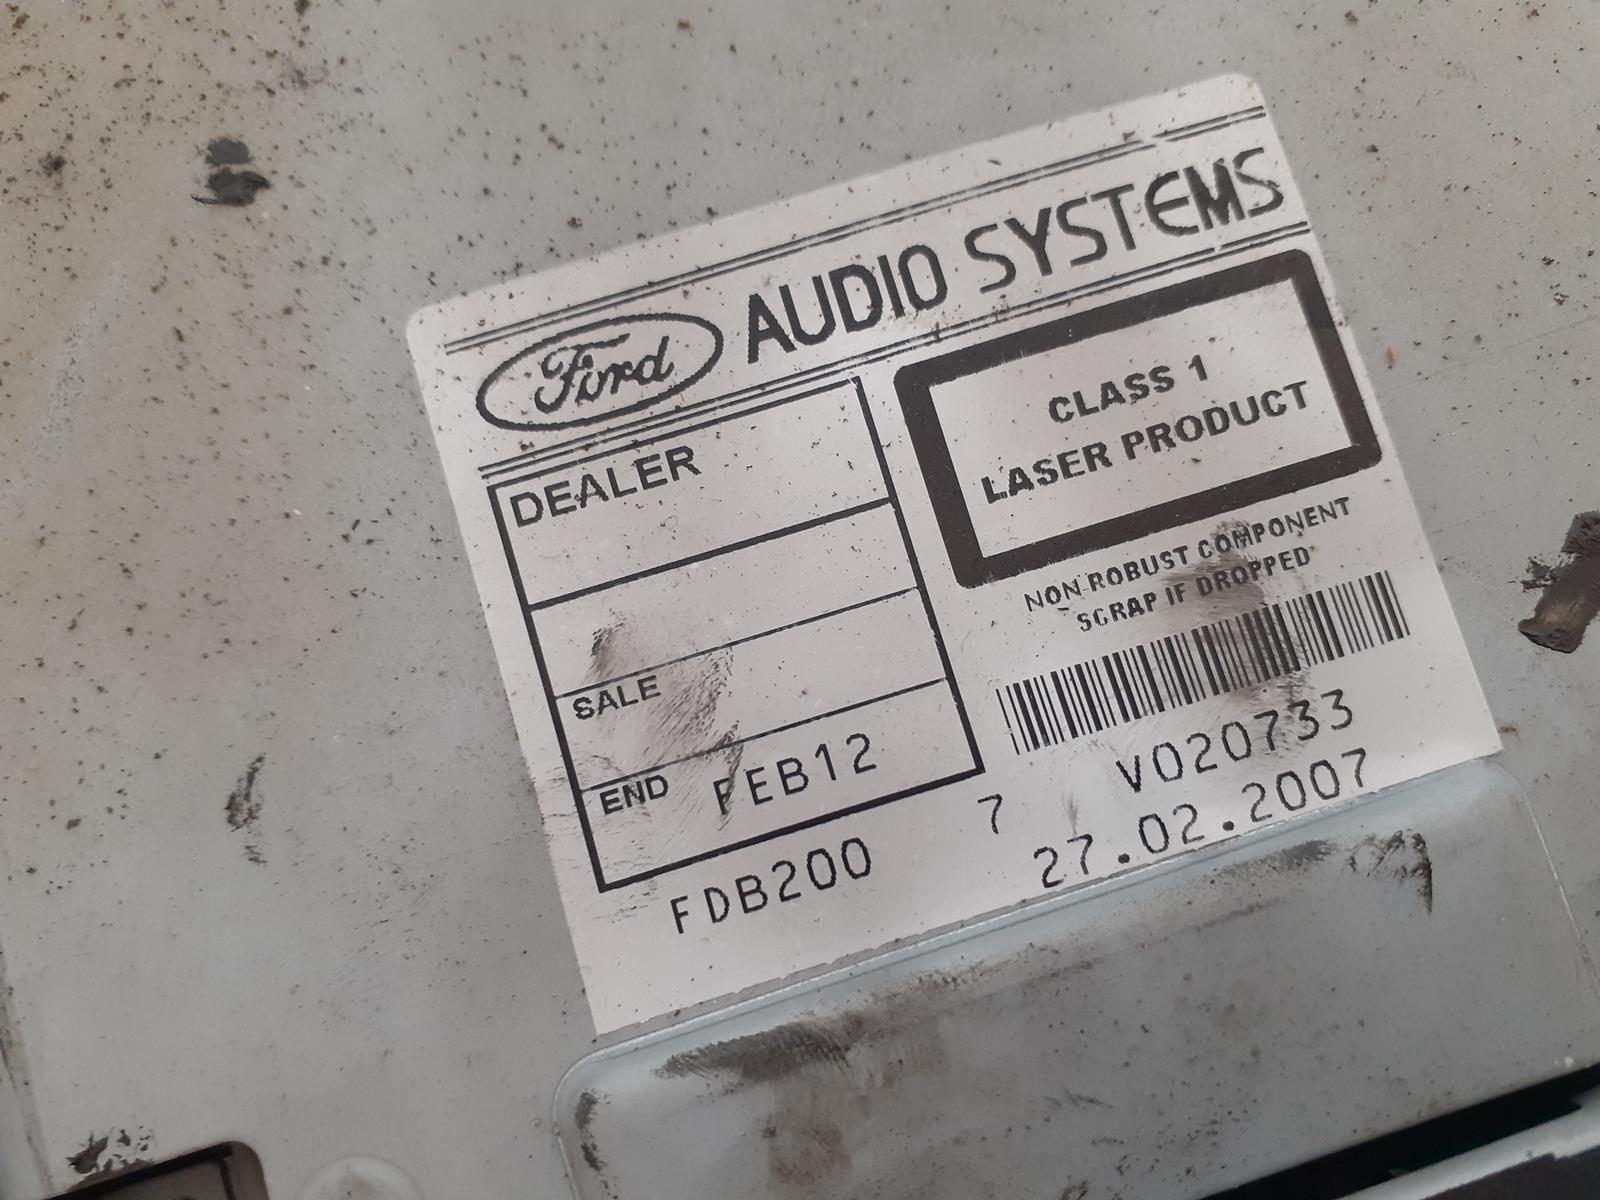 Ford AUDIO SYSTEMS
DEALER
SALE
END FEB12
FDB200
CLASS 1
LASER PRODUCT
NON-ROBUST COMPONENT
SCRAP IF DROPPED
V020733
7 27.02.2007